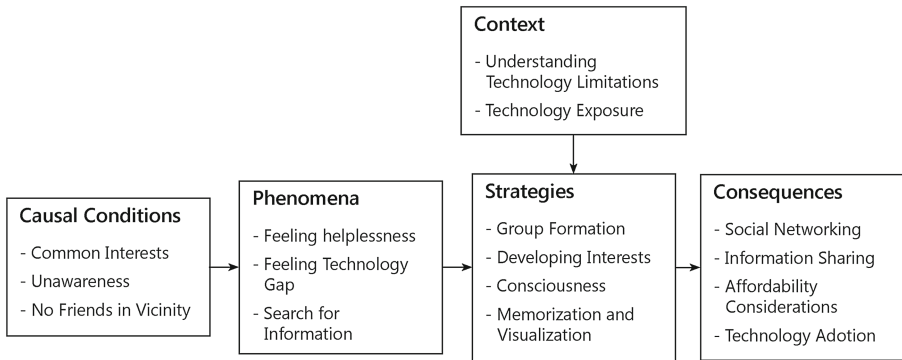 Context
- Understanding
Technology Limitations
- Technology Exposure
Causal Conditions
- Common Interests
- Unawareness
- No Friends in Vicinity
Phenomena
- Feeling helplessness
- Feeling Technology
Gap
- Search for
Information
Strategies
- Group Formation
- Developing Interests
- Consciousness
- Memorization and
Visualization
Consequences
- Social Networking
- Information Sharing
- Affordability
Considerations
- Technology Adotion